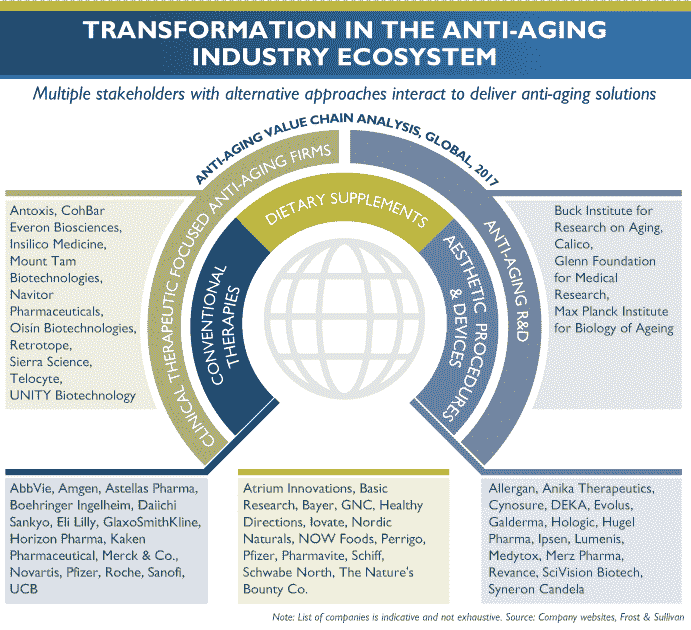 TRANSFORMATION IN THE ANTI-AGING
INDUSTRY ECOSYSTEM
Multiple stakeholders with alternative approaches interact to deliver anti-aging solutions
ANTI-AGING VALUE CHAIN ANALYSIS, GLOBAL, 2017
CLINICAL THERAPEUTIC FOCUSED ANTI-AGING FIRMS
ANTI-AGING R&D
CONVENTIONAL
THERAPIES
DIETARY SUPPLEMENTS
AESTHETIC PROCEDURES
& DEVICES
Antoxis, CohBar
Everon Biosciences,
Insilico Medicine,
Mount Tam
Biotechnologies,
Navitor
Pharmaceuticals,
Oisin Biotechnologies,
Retrotope,
Sierra Science,
Telocyte,
UNITY Biotechnology
Buck Institute for
Research on Aging,
Calico,
Glenn Foundation
for Medical
Research,
Max Planck Institute
for Biology of Ageing
AbbVie, Amgen, Astellas Pharma,
Boehringer Ingelheim, Daiichi
Sankyo, Eli Lilly, GlaxoSmithKline,
Horizon Pharma, Kaken
Pharmaceutical, Merck & Co.,
Novartis, Pfizer, Roche, Sanofi,
UCB
Atrium Innovations, Basic
Research, Bayer, GNC, Healthy
Directions, Iovate, Nordic
Naturals, NOW Foods, Perrigo,
Pfizer, Pharmavite, Schiff,
Schwabe North, The Nature's
Bounty Co.
Allergan, Anika Therapeutics,
Cynosure, DEKA, Evolus,
Galderma, Hologic, Hugel
Pharma, Ipsen, Lumenis,
Medytox, Merz Pharma,
Revance, SciVision Biotech,
Syneron Candela
Note: List of companies is indicative and not exhaustive. Source: Company websites, Frost & Sullivan